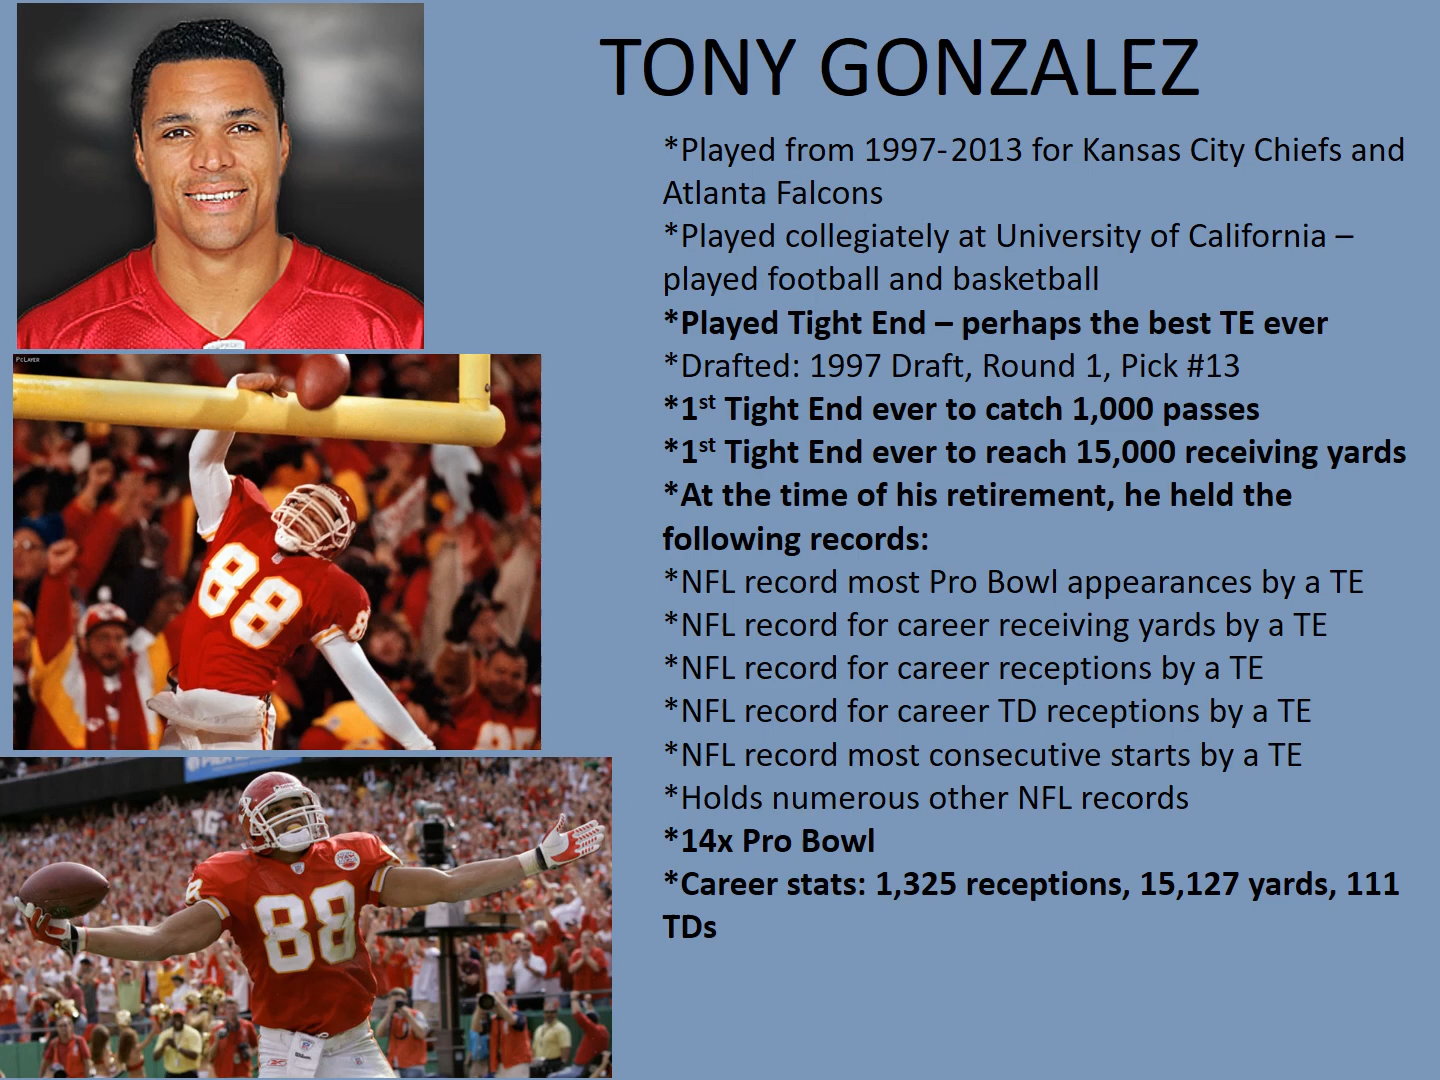 TONY GONZALEZ
*Played from 1997-2013 for Kansas City Chiefs and
Atlanta Falcons
*Played collegiately at University of California –
played football and basketball
*Played Tight End – perhaps the best TE ever
*Drafted: 1997 Draft, Round 1, Pick #13
*1st Tight End ever to catch 1,000 passes
*1st Tight End ever to reach 15,000 receiving yards
*At the time of his retirement, he held the
following records:
*NFL record most Pro Bowl appearances by a TE
*NFL record for career receiving yards by a TE
*NFL record for career receptions by a TE
*NFL record for career TD receptions by a TE
*NFL record most consecutive starts by a TE
*Holds numerous other NFL records
*14x Pro Bowl
*Career stats: 1,325 receptions, 15,127 yards, 111
TDs
PCLAYER
88
8
88
8
Wilson